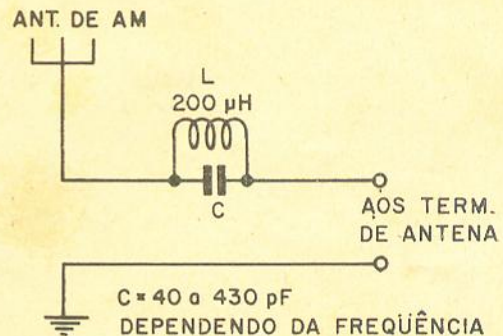 ANT. DE AM
L
200 µH
C
AOS TERM.
DE ANTENA
C = 40 a 430 pF
DEPENDENDO DA FREQÜÊNCIA